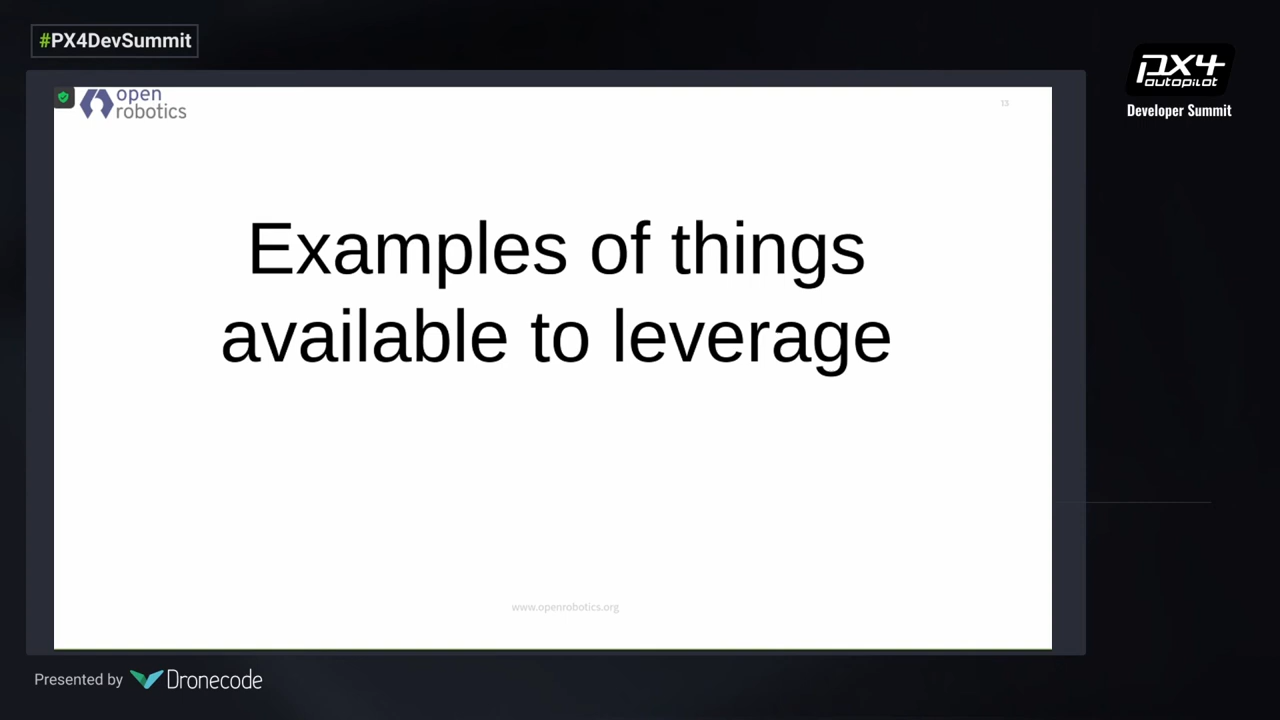 #PX4DevSummit
PX4
autopilot
Developer Summit
open
robotics
13
Examples of things
available to leverage
www.openrobotics.org
Presented by Dronecode